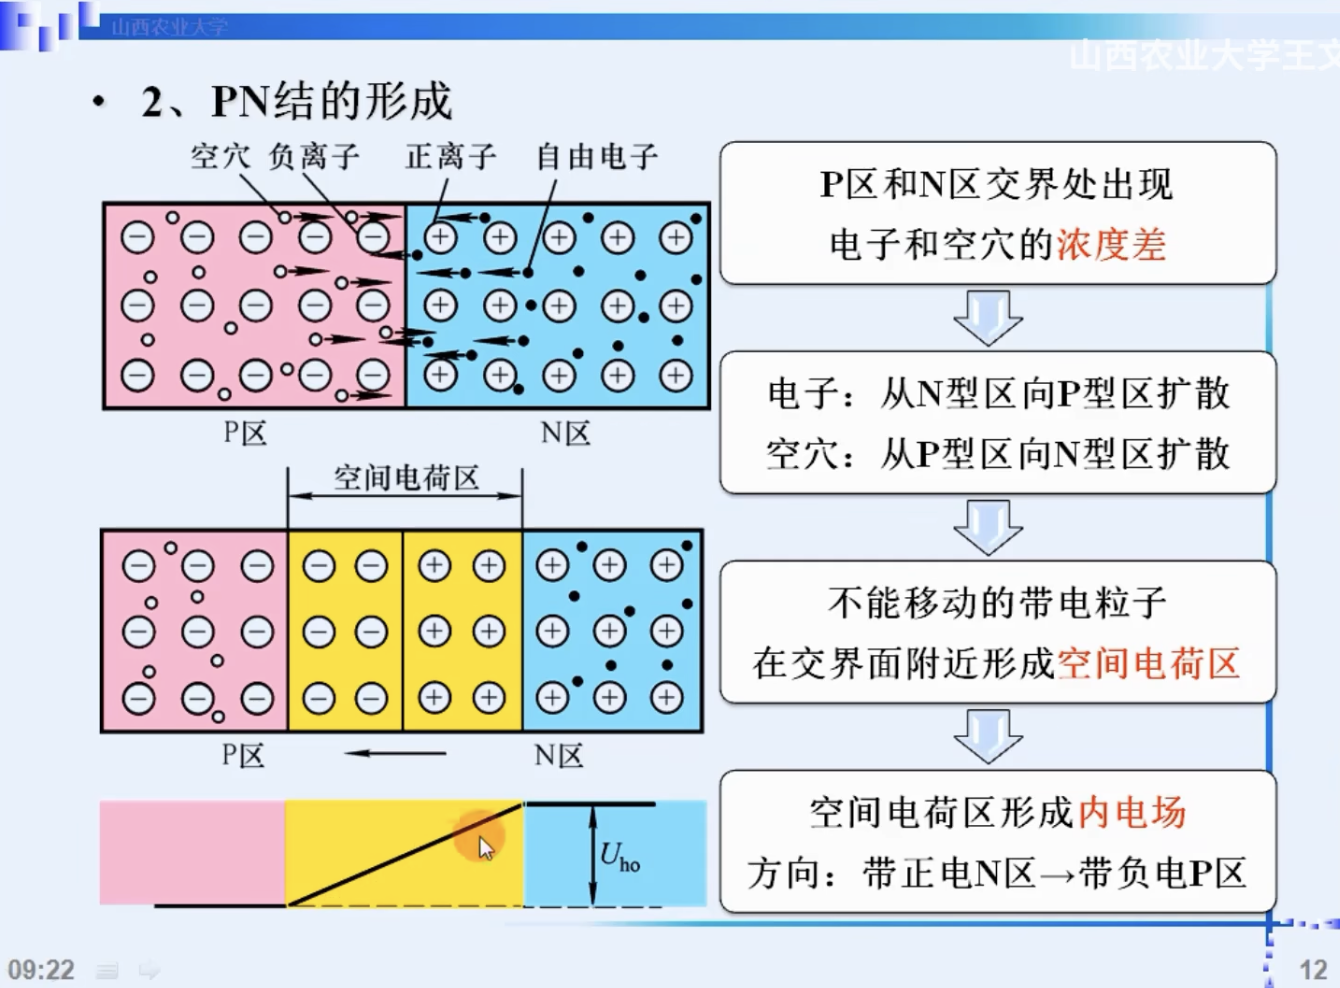 山西农业大学
山西农业大学王文
• 2、PN结的形成
空穴 负离子 正离子 自由电子
P区 N区
空间电荷区
P区 N区
Uho
P区和N区交界处出现
电子和空穴的浓度差
电子：从N型区向P型区扩散
空穴：从P型区向N型区扩散
不能移动的带电粒子
在交界面附近形成空间电荷区
空间电荷区形成内电场
方向：带正电N区→带负电P区
09:22
12